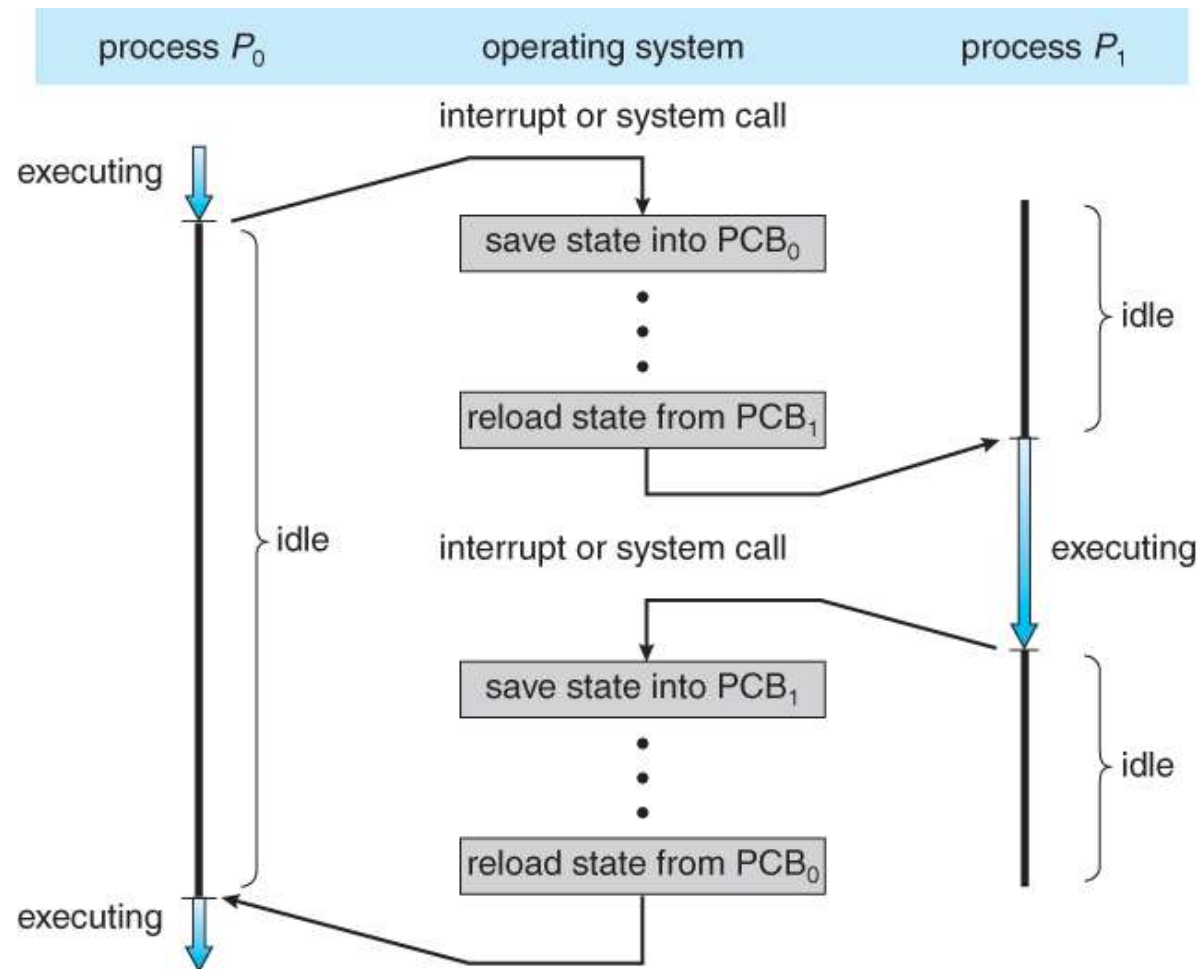 process P₀ operating system process P₁
interrupt or system call
executing
save state into PCB₀
idle
reload state from PCB₁
idle
interrupt or system call
executing
save state into PCB₁
idle
reload state from PCB₀
executing